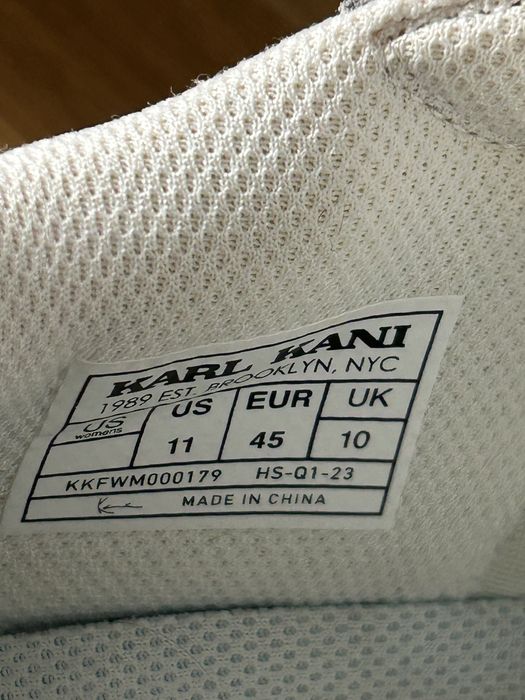 KARL KANI
1989 EST. BROOKLYN, NYC
US womens US EUR UK
11 45 10
KKFWM000179 HS-Q1-23
MADE IN CHINA